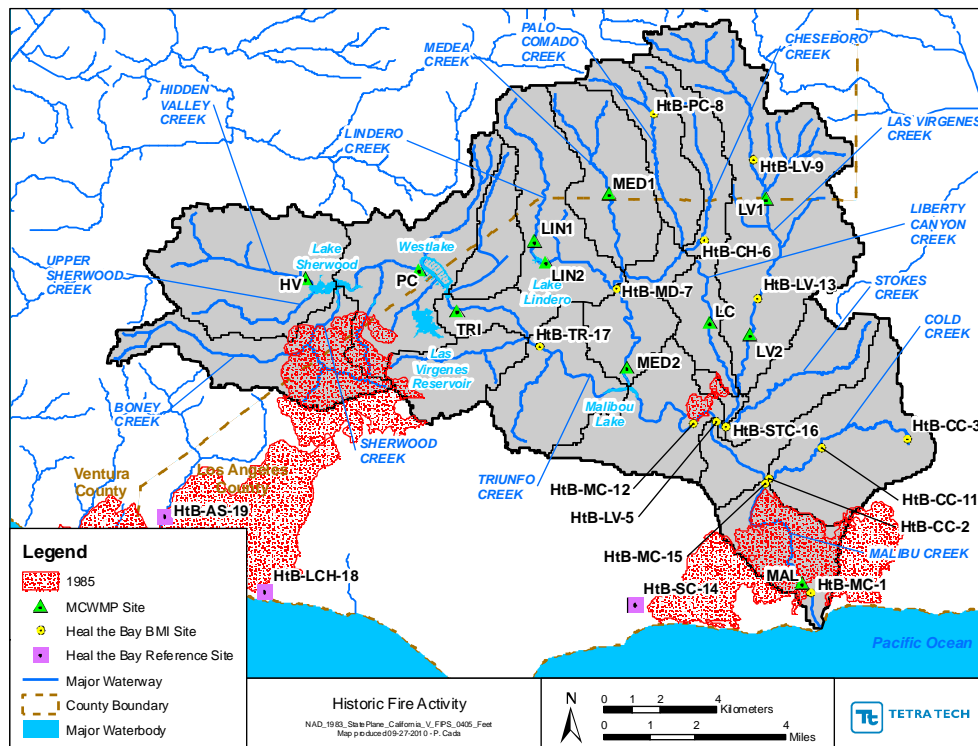 PALO
COMADO
CREEK
MEDEA
CREEK
CHESEBORO
CREEK
HIDDEN
VALLEY
CREEK
LINDERO
CREEK
LAS VIRGENES
CREEK
HtB-PC-8
HtB-LV-9
MED1
LV1
LIBERTY
CANYON
CREEK
UPPER
SHERWOOD
CREEK
Lake
Sherwood
Westlake
LIN1
HtB-CH-6
HV
PC
LIN2
Lake
Lindero
HtB-MD-7
HtB-LV-13
STOKES
CREEK
COLD
CREEK
TRI
LC
LV2
HtB-TR-17
Las
Virgenes
Reservoir
MED2
Malibou
Lake
BONEY
CREEK
SHERWOOD
CREEK
HtB-STC-16
HtB-CC-3
Ventura
County
Los Angeles
County
TRIUNFO
CREEK
HtB-MC-12
HtB-LV-5
HtB-CC-11
HtB-AS-19
HtB-CC-2
HtB-MC-15
MALIBU CREEK
HtB-LCH-18
HtB-SC-14
MAL
HtB-MC-1
Pacific Ocean
Legend
1985
MCWMP Site
Heal the Bay BMI Site
Heal the Bay Reference Site
Major Waterway
County Boundary
Major Waterbody
Historic Fire Activity
NAD_1983_StatePlane_California_V_FIPS_0405_Feet
Map produced 09-27-2010 - P. Cada
N
0 1 2 4
Kilometers
0 1 2 4
Miles
Tt TETRA TECH